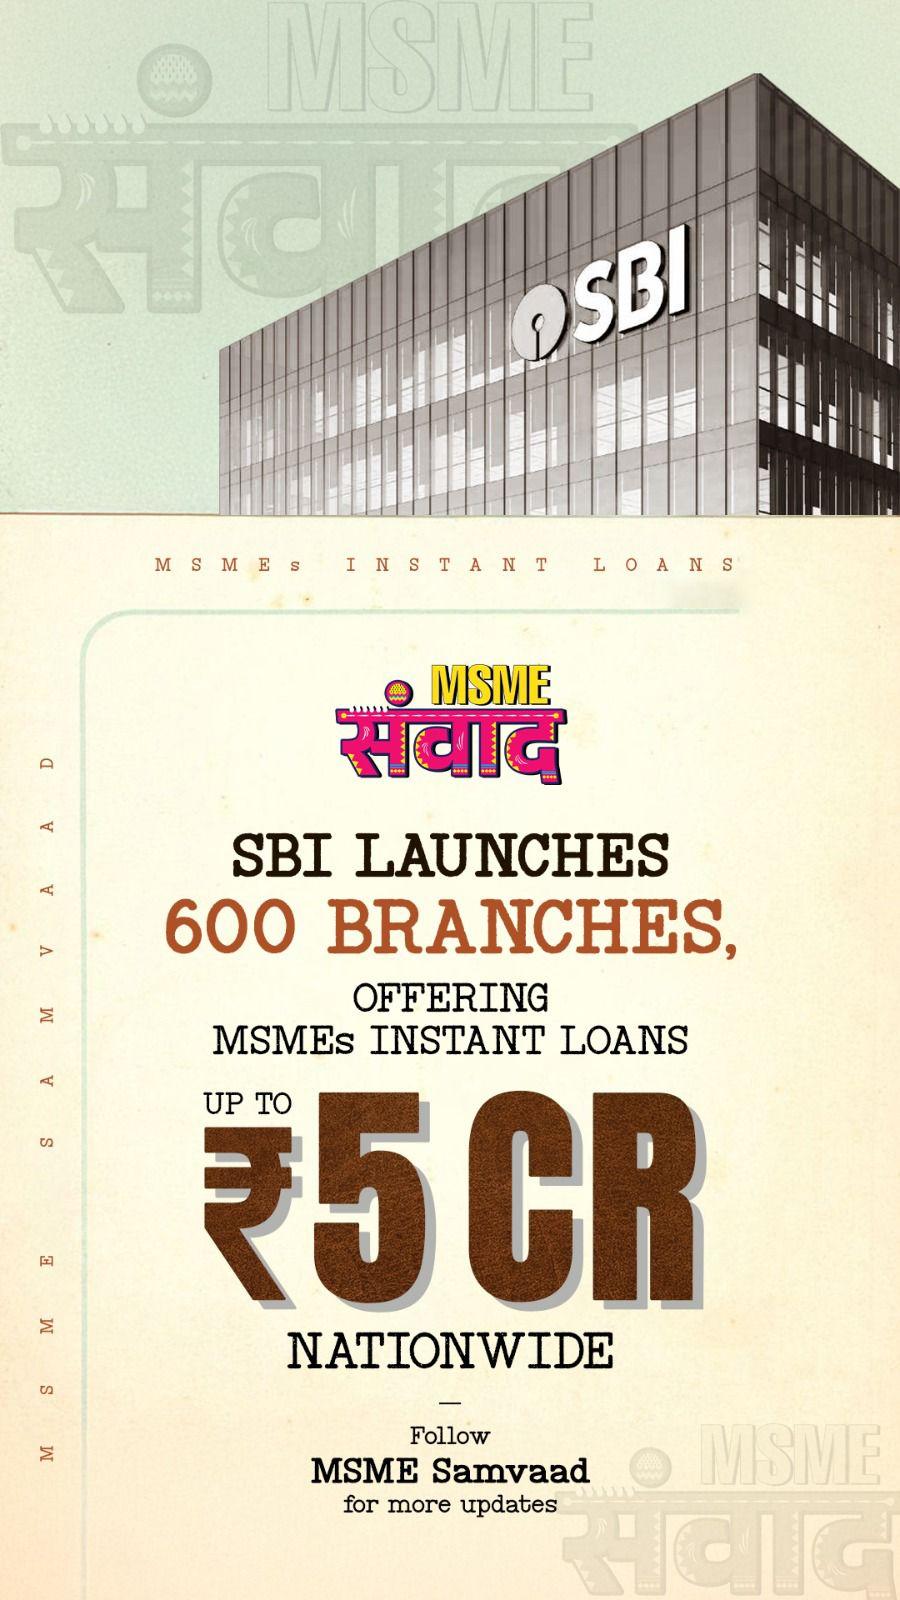 MSME
संवाद
SBI
MSMEs INSTANT LOANS
MSME
संवाद
MSME SAMVAAD
SBI LAUNCHES
600 BRANCHES,
OFFERING
MSMEs INSTANT LOANS
UP TO
₹5 CR
NATIONWIDE
—
Follow
MSME Samvaad
for more updates
MSME
संवाद